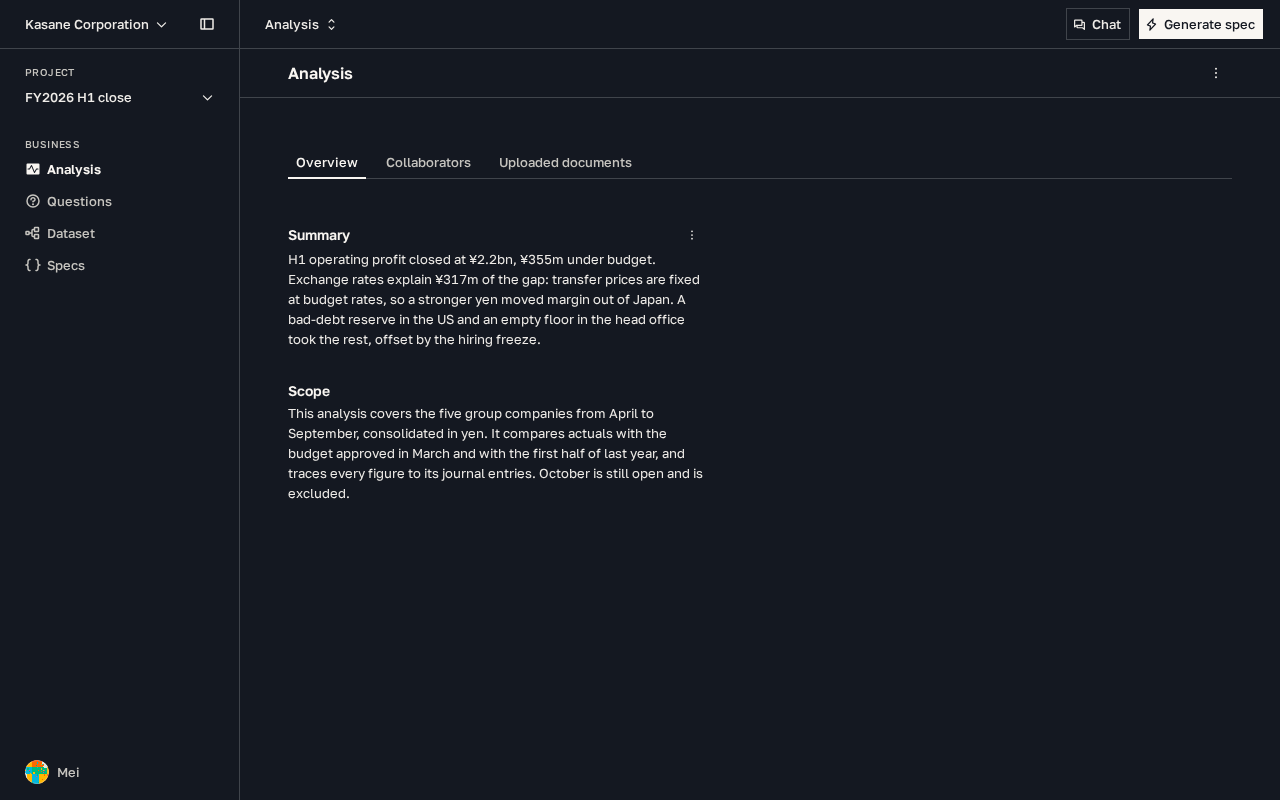 Kasane Corporation
Analysis
Chat
Generate spec
PROJECT
FY2026 H1 close
BUSINESS
Analysis
Questions
Dataset
Specs
Mei
Analysis
Overview
Collaborators
Uploaded documents
Summary
H1 operating profit closed at ¥2.2bn, ¥355m under budget.
Exchange rates explain ¥317m of the gap: transfer prices are fixed
at budget rates, so a stronger yen moved margin out of Japan. A
bad-debt reserve in the US and an empty floor in the head office
took the rest, offset by the hiring freeze.
Scope
This analysis covers the five group companies from April to
September, consolidated in yen. It compares actuals with the
budget approved in March and with the first half of last year, and
traces every figure to its journal entries. October is still open and is
excluded.